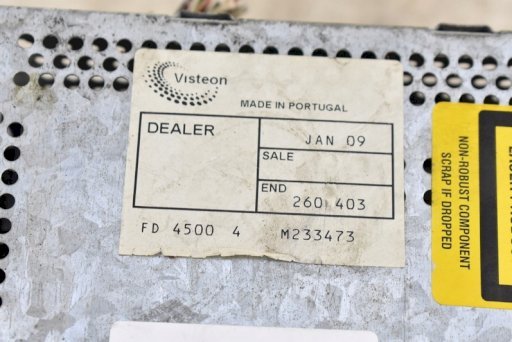 Visteon
MADE IN PORTUGAL
DEALER
JAN 09
SALE
END
260 403
FD 4500 4 M233473
NON-ROBUST COMPONENT
SCRAP IF DROPPED